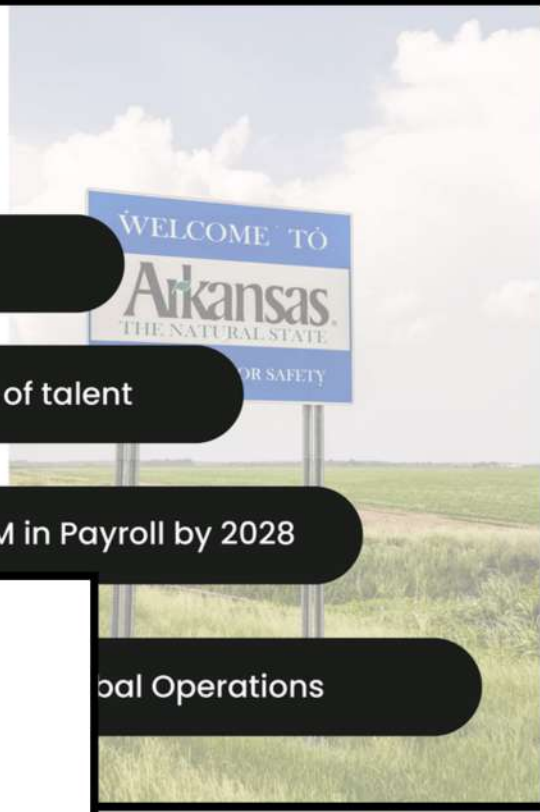 WELCOME TO
Arkansas
THE NATURAL STATE
OR SAFETY
of talent
M in Payroll by 2028
bal Operations